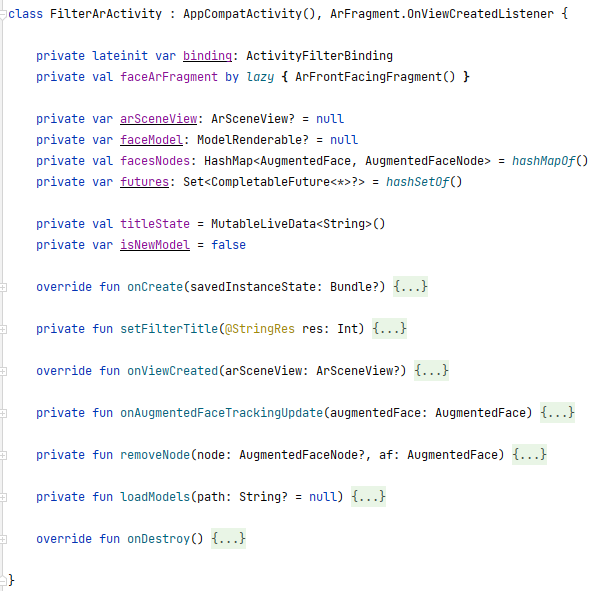 class FilterArActivity : AppCompatActivity(), ArFragment.OnViewCreatedListener {
private lateinit var binding: ActivityFilterBinding
private val faceArFragment by lazy { ArFrontFacingFragment() }
private var arSceneView: ArSceneView? = null
private var faceModel: ModelRenderable? = null
private val facesNodes: HashMap<AugmentedFace, AugmentedFaceNode> = hashMapOf()
private var futures: Set<CompletableFuture<*>?> = hashSetOf()
private val titleState = MutableLiveData<String>()
private var isNewModel = false
override fun onCreate(savedInstanceState: Bundle?) {...}
private fun setFilterTitle(@StringRes res: Int) {...}
override fun onViewCreated(arSceneView: ArSceneView?) {...}
private fun onAugmentedFaceTrackingUpdate(augmentedFace: AugmentedFace) {...}
private fun removeNode(node: AugmentedFaceNode?, af: AugmentedFace) {...}
private fun loadModels(path: String? = null) {...}
override fun onDestroy() {...}
}